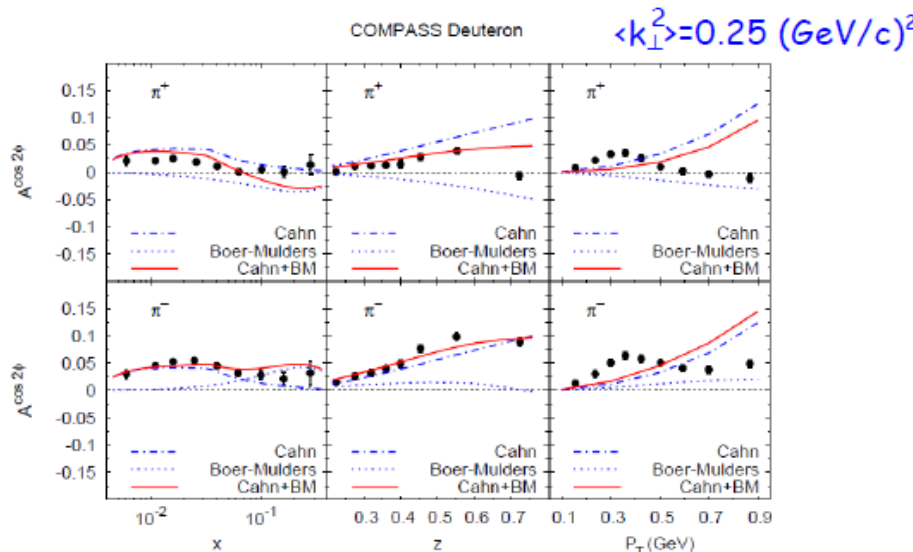 COMPASS Deuteron
<k⊥²>=0.25 (GeV/c)²
A^cos 2ϕ
0.15
0.1
0.05
0
-0.05
-0.1
-0.15
π⁺
Cahn
Boer-Mulders
Cahn+BM
π⁺
Cahn
Boer-Mulders
Cahn+BM
π⁺
Cahn
Boer-Mulders
Cahn+BM
A^cos 2ϕ
0.15
0.1
0.05
0
-0.05
-0.1
-0.15
π⁻
Cahn
Boer-Mulders
Cahn+BM
π⁻
Cahn
Boer-Mulders
Cahn+BM
π⁻
Cahn
Boer-Mulders
Cahn+BM
10⁻² 10⁻¹
0.3 0.4 0.5 0.6 0.7
0.1 0.3 0.5 0.7 0.9
x
z
P_T (GeV)